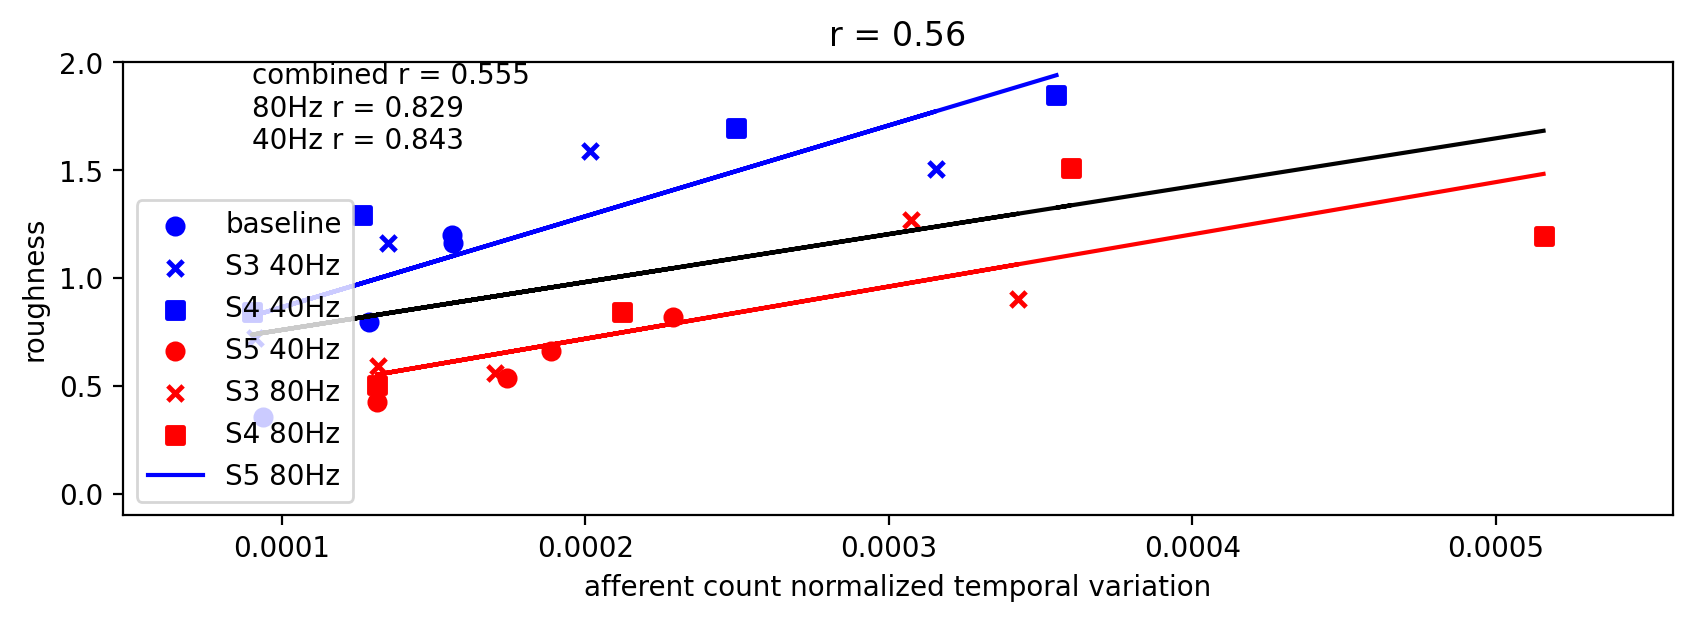 r = 0.56
combined r = 0.555
80Hz r = 0.829
40Hz r = 0.843
2.0
1.5
1.0
0.5
0.0
roughness
baseline
S3 40Hz
S4 40Hz
S5 40Hz
S3 80Hz
S4 80Hz
S5 80Hz
0.0001
0.0002
0.0003
0.0004
0.0005
afferent count normalized temporal variation